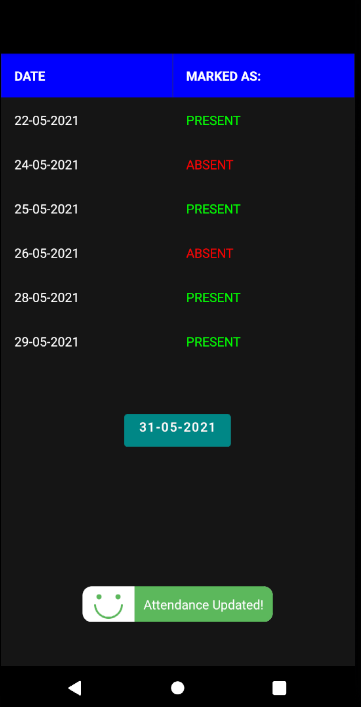 DATE MARKED AS:
22-05-2021 PRESENT
24-05-2021 ABSENT
25-05-2021 PRESENT
26-05-2021 ABSENT
28-05-2021 PRESENT
29-05-2021 PRESENT
31-05-2021
Attendance Updated!